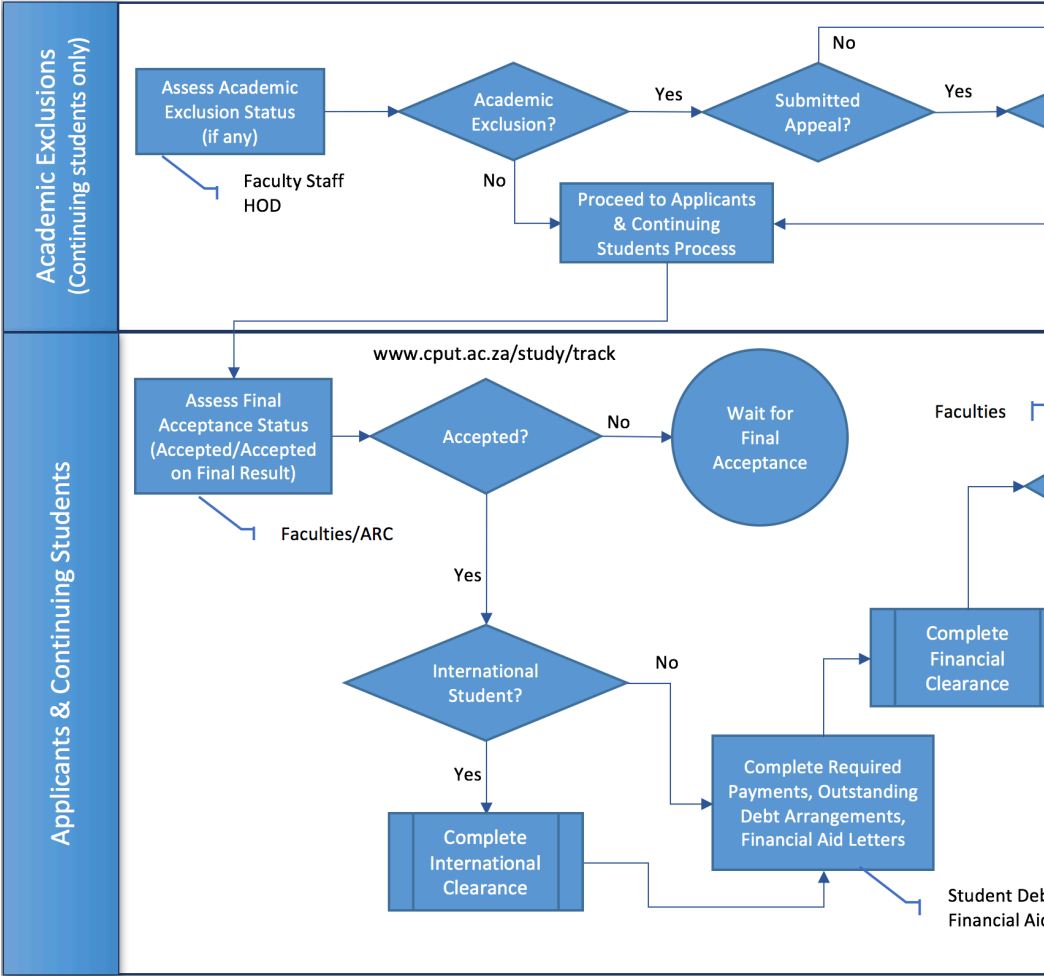 Academic Exclusions
(Continuing students only)
Assess Academic
Exclusion Status
(if any)
Faculty Staff
HOD
Academic
Exclusion?
Yes
No
Submitted
Appeal?
No
Yes
Proceed to Applicants
& Continuing
Students Process
Applicants & Continuing Students
www.cput.ac.za/study/track
Assess Final
Acceptance Status
(Accepted/Accepted
on Final Result)
Faculties/ARC
Accepted?
No
Wait for
Final
Acceptance
Yes
International
Student?
No
Yes
Complete
International
Clearance
Complete Required
Payments, Outstanding
Debt Arrangements,
Financial Aid Letters
Student
Financial
Complete
Financial
Clearance
Faculties